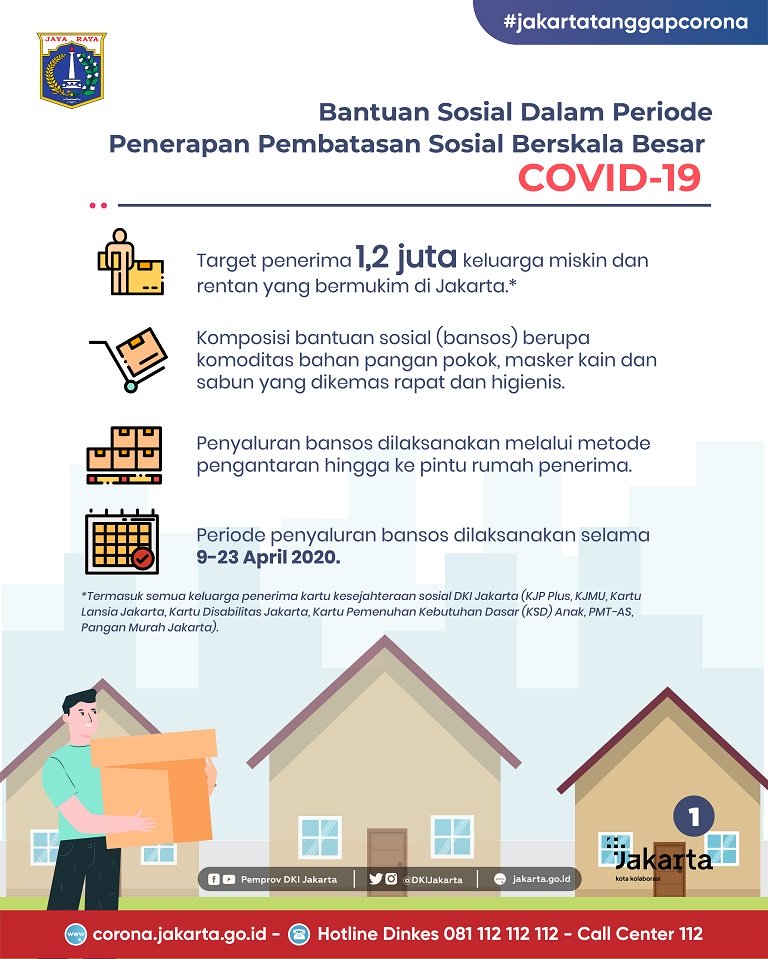 #jakartatanggapcorona
JAYA RAYA
Bantuan Sosial Dalam Periode
Penerapan Pembatasan Sosial Berskala Besar
COVID-19
Target penerima 1,2 juta keluarga miskin dan
rentan yang bermukim di Jakarta.*
Komposisi bantuan sosial (bansos) berupa
komoditas bahan pangan pokok, masker kain dan
sabun yang dikemas rapat dan higienis.
Penyaluran bansos dilaksanakan melalui metode
pengantaran hingga ke pintu rumah penerima.
Periode penyaluran bansos dilaksanakan selama
9-23 April 2020.
*Termasuk semua keluarga penerima kartu kesejahteraan sosial DKI Jakarta (KJP Plus, KJMU, Kartu
Lansia Jakarta, Kartu Disabilitas Jakarta, Kartu Pemenuhan Kebutuhan Dasar (KSD) Anak, PMT-AS,
Pangan Murah Jakarta).
1
Jakarta
kota kolaborasi
Pemprov DKI Jakarta | @DKIJakarta | jakarta.go.id
www corona.jakarta.go.id - Hotline Dinkes 081 112 112 112 - Call Center 112